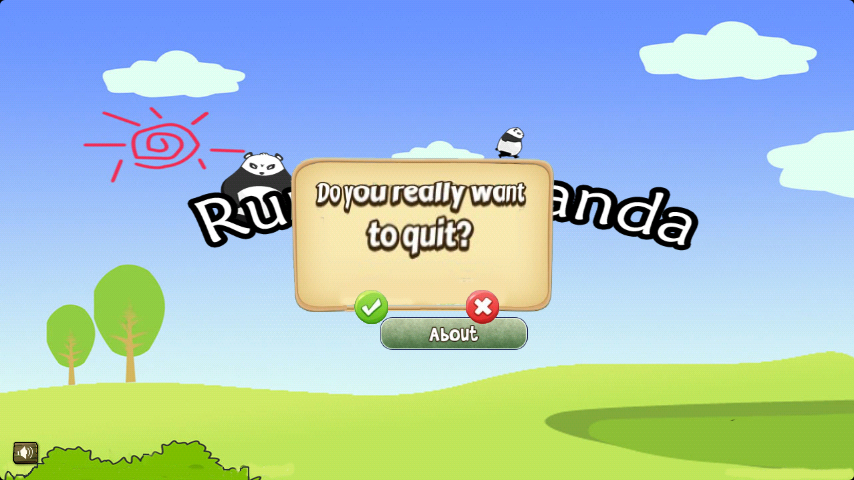 Ru
anda
Do you really want
to quit?
About